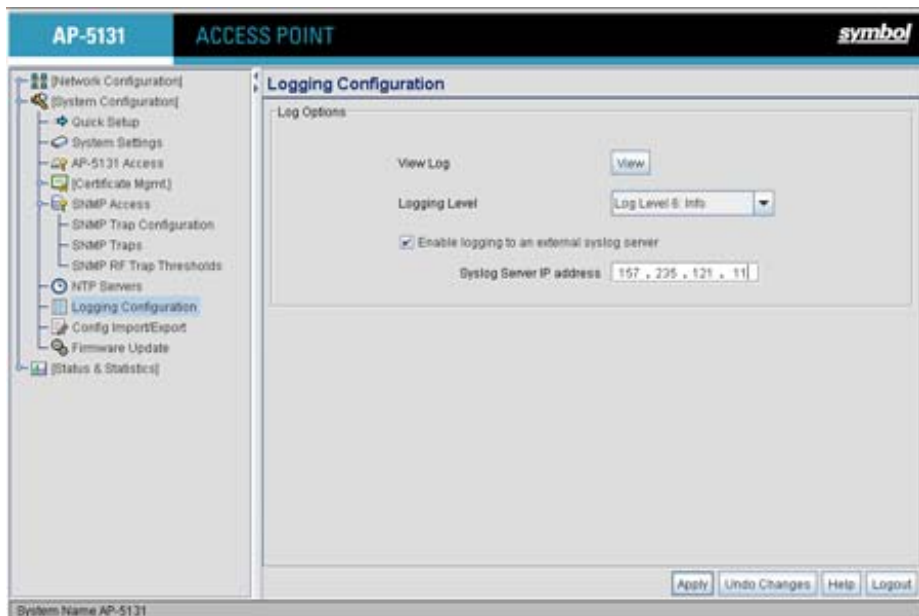 AP-5131 ACCESS POINT symbol
[Network Configuration]
[System Configuration]
Quick Setup
System Settings
AP-5131 Access
[Certificate Mgmt.]
SNMP Access
SNMP Trap Configuration
SNMP Traps
SNMP RF Trap Thresholds
NTP Servers
Logging Configuration
Config Import/Export
Firmware Update
[Status & Statistics]
Logging Configuration
Log Options
View Log View
Logging Level Log Level 6: Info
Enable logging to an external syslog server
Syslog Server IP address 157 . 235 . 121 . 11
Apply Undo Changes Help Logout
System Name AP-5131